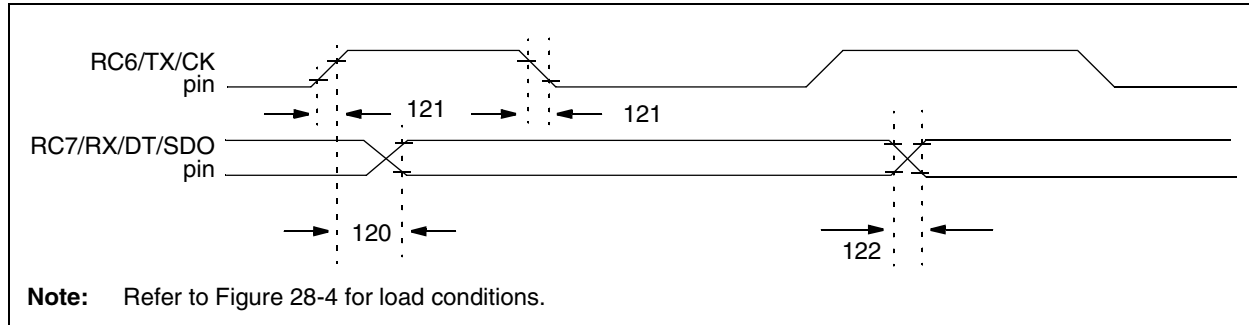 RC6/TX/CK
pin
121
121
RC7/RX/DT/SDO
pin
120
122
Note: Refer to Figure 28-4 for load conditions.